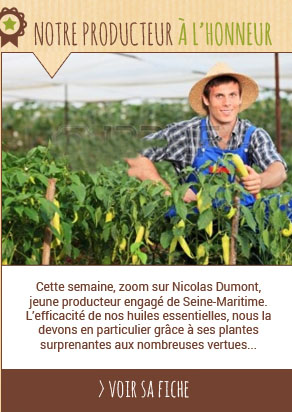 NOTRE PRODUCTEUR À L'HONNEUR
Cette semaine, zoom sur Nicolas Dumont,
jeune producteur engagé de Seine-Maritime.
L'efficacité de nos huiles essentielles, nous la
devons en particulier grâce à ses plantes
surprenantes aux nombreuses vertues...
> VOIR SA FICHE